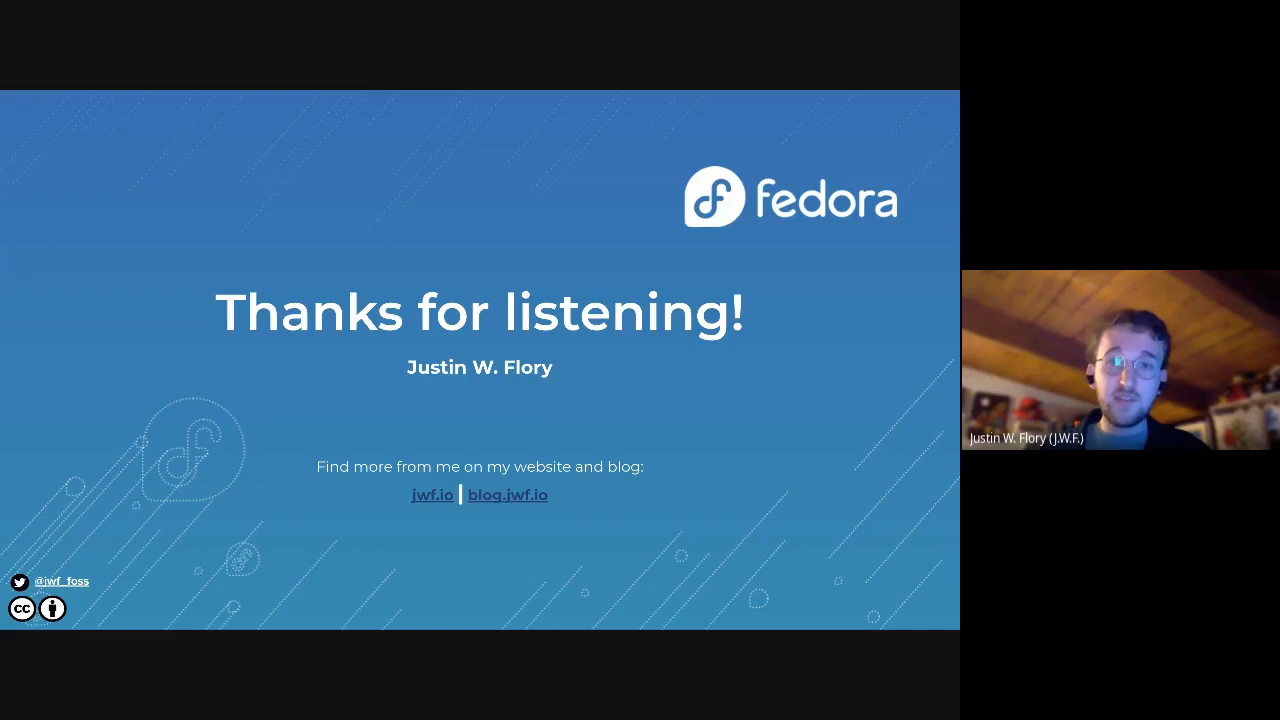 fedora
Thanks for listening!
Justin W. Flory
Find more from me on my website and blog:
jwf.io | blog.jwf.io
@jwf_foss
cc
Justin W. Flory (J.W.F.)